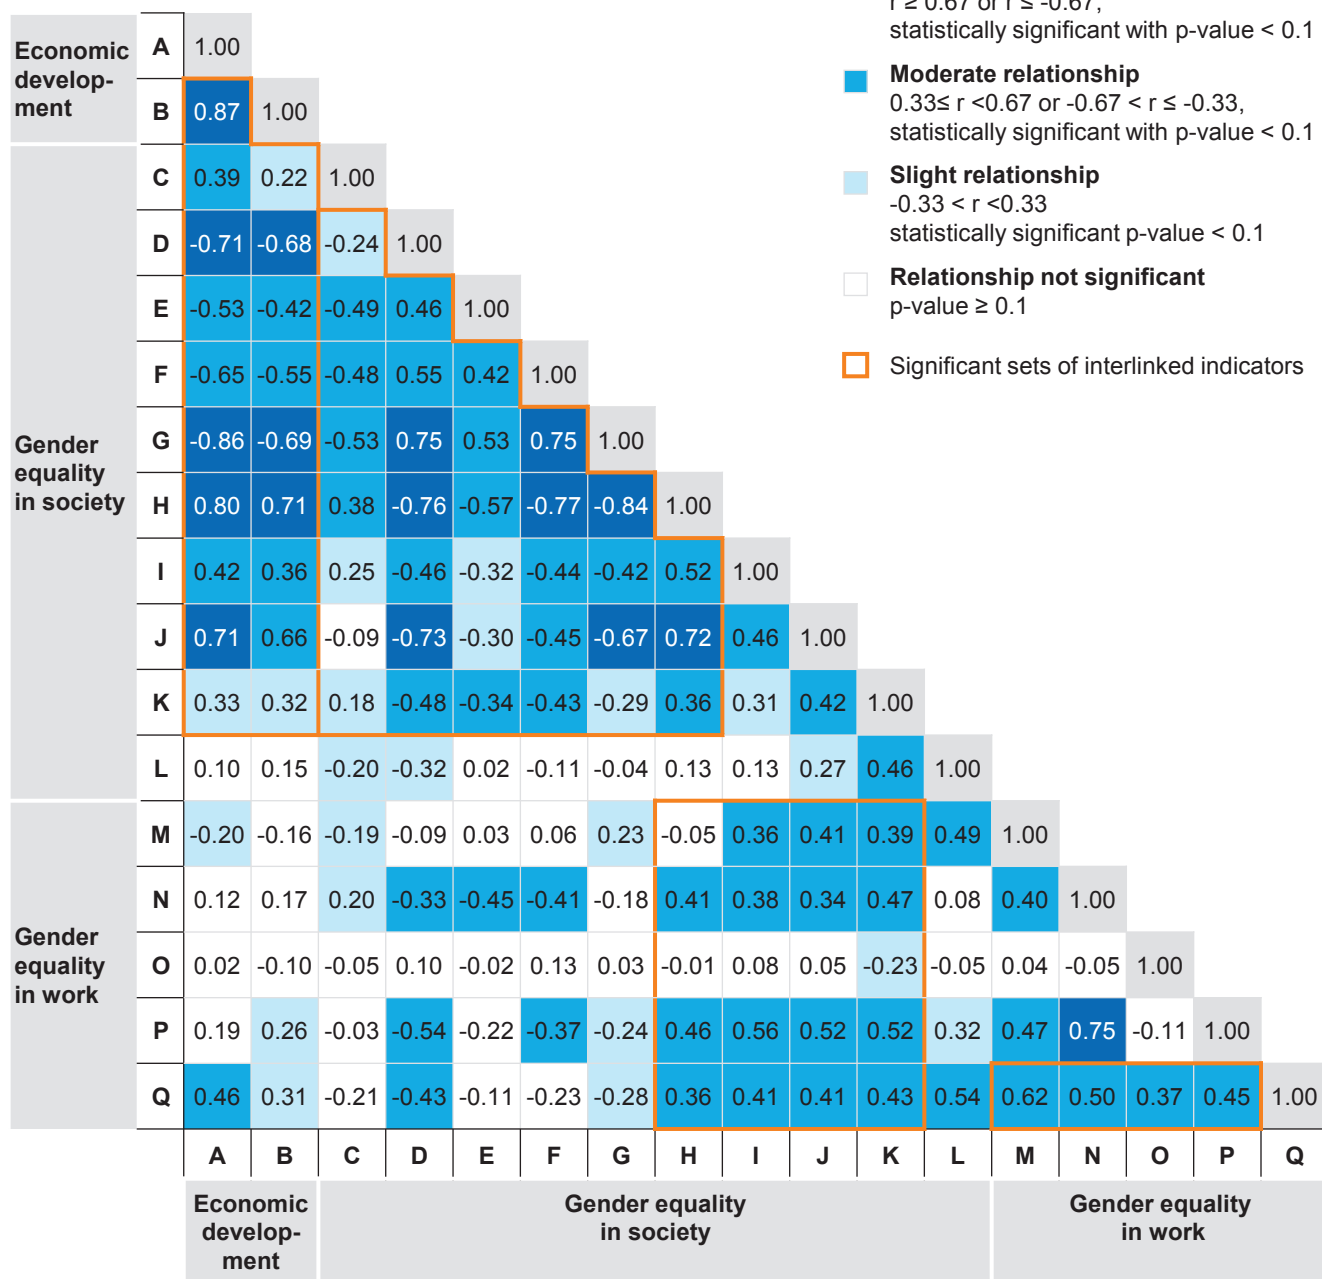 r ≥ 0.67 or r ≤ -0.67,
statistically significant with p-value < 0.1
Moderate relationship
0.33≤ r <0.67 or -0.67 < r ≤ -0.33,
statistically significant with p-value < 0.1
Slight relationship
-0.33 < r <0.33
statistically significant p-value < 0.1
Relationship not significant
p-value ≥ 0.1
Significant sets of interlinked indicators
Economic
develop-
ment
A 1.00
B 0.87 1.00
Gender
equality
in society
C 0.39 0.22 1.00
D -0.71 -0.68 -0.24 1.00
E -0.53 -0.42 -0.49 0.46 1.00
F -0.65 -0.55 -0.48 0.55 0.42 1.00
G -0.86 -0.69 -0.53 0.75 0.53 0.75 1.00
H 0.80 0.71 0.38 -0.76 -0.57 -0.77 -0.84 1.00
I 0.42 0.36 0.25 -0.46 -0.32 -0.44 -0.42 0.52 1.00
J 0.71 0.66 -0.09 -0.73 -0.30 -0.45 -0.67 0.72 0.46 1.00
K 0.33 0.32 0.18 -0.48 -0.34 -0.43 -0.29 0.36 0.31 0.42 1.00
L 0.10 0.15 -0.20 -0.32 0.02 -0.11 -0.04 0.13 0.13 0.27 0.46 1.00
Gender
equality
in work
M -0.20 -0.16 -0.19 -0.09 0.03 0.06 0.23 -0.05 0.36 0.41 0.39 0.49 1.00
N 0.12 0.17 0.20 -0.33 -0.45 -0.41 -0.18 0.41 0.38 0.34 0.47 0.08 0.40 1.00
O 0.02 -0.10 -0.05 0.10 -0.02 0.13 0.03 -0.01 0.08 0.05 -0.23 -0.05 0.04 -0.05 1.00
P 0.19 0.26 -0.03 -0.54 -0.22 -0.37 -0.24 0.46 0.56 0.52 0.52 0.32 0.47 0.75 -0.11 1.00
Q 0.46 0.31 -0.21 -0.43 -0.11 -0.23 -0.28 0.36 0.41 0.41 0.43 0.54 0.62 0.50 0.37 0.45 1.00
A B C D E F G H I J K L M N O P Q
Economic
develop-
ment
Gender equality
in society
Gender equality
in work